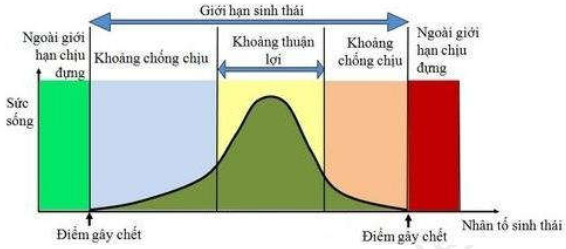 Giới hạn sinh thái
Ngoài giới
hạn chịu
đựng
Khoảng chống chịu
Khoảng thuận
lợi
Khoảng
chống chịu
Ngoài giới
hạn chịu
đựng
Sức
sống
Nhân tố sinh thái
Điểm gây chết
Điểm gây chết